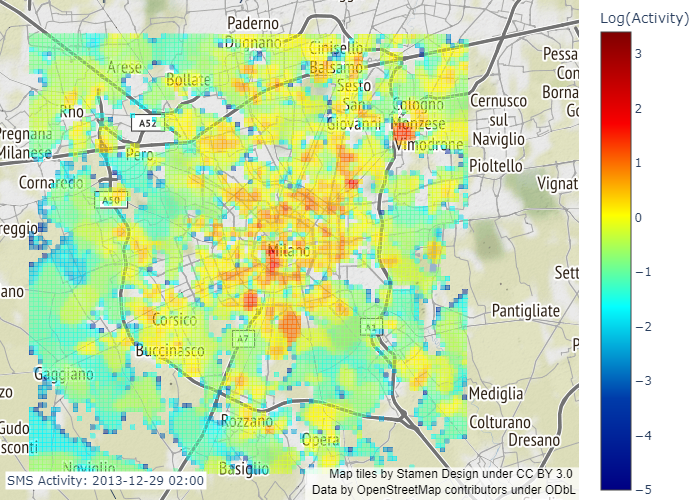 Log(Activity)
3
2
1
0
−1
−2
−3
−4
−5
Paderno
Dugnano
Cinisello
Balsamo
Arese
Bollate
Sesto
San
Giovanni
Cologno
Monzese
Vimodrone
Cernusco
sul
Naviglio
Pessa
Con
Borna
Go
Rho
A52
Pregnana
Milanese
Pero
Pioltello
Cornaredo
A50
Vignat
reggio
Milano
Sett
ano
Pantigliate
Corsico
A7
A1
Buccinasco
P
Gaggiano
zo
Mediglia
Rozzano
Colturano
Dresano
Gudo
sconti
Opera
Noviglio
Basiglio
SMS Activity: 2013-12-29 02:00
Map tiles by Stamen Design under CC BY 3.0
Data by OpenStreetMap contributors under ODbL